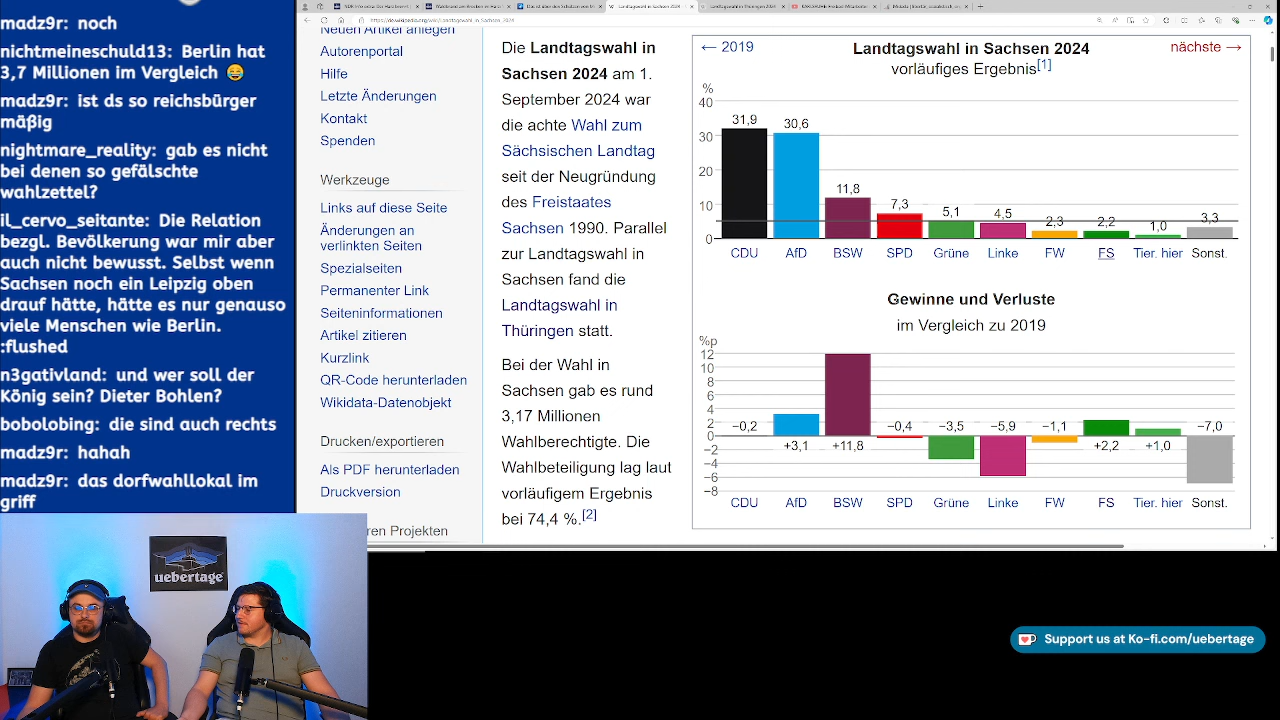 madz9r: noch
nichtmeineschuld13: Berlin hat
3,7 Millionen im Vergleich 😂
madz9r: ist ds so reichsbürger
mäßig
nightmare_reality: gab es nicht
bei denen so gefälschte
wahlzettel?
il_cervo_seitante: Die Relation
bezgl. Bevölkerung war mir aber
auch nicht bewusst. Selbst wenn
Sachsen noch ein Leipzig oben
drauf hätte, hätte es nur genauso
viele Menschen wie Berlin.
:flushed
n3gativland: und wer soll der
König sein? Dieter Bohlen?
bobolobing: die sind auch rechts
madz9r: hahah
madz9r: das dorfwahllokal im
griff
Landtagswahl in Sachsen 2024
Neuen Artikel anlegen
Autorenportal
Hilfe
Letzte Änderungen
Kontakt
Spenden
Werkzeuge
Links auf diese Seite
Änderungen an
verlinkten Seiten
Spezialseiten
Permanenter Link
Seiteninformationen
Artikel zitieren
Kurzlink
QR-Code herunterladen
Wikidata-Datenobjekt
Drucken/exportieren
Als PDF herunterladen
Druckversion
ren Projekten
Die Landtagswahl in
Sachsen 2024 am 1.
September 2024 war
die achte Wahl zum
Sächsischen Landtag
seit der Neugründung
des Freistaates
Sachsen 1990. Parallel
zur Landtagswahl in
Sachsen fand die
Landtagswahl in
Thüringen statt.
Bei der Wahl in
Sachsen gab es rund
3,17 Millionen
Wahlberechtigte. Die
Wahlbeteiligung lag laut
vorläufigem Ergebnis
bei 74,4 %.[2]
← 2019 Landtagswahl in Sachsen 2024 nächste →
vorläufiges Ergebnis[1]
%
40
30
20
10
0
31,9 30,6 11,8 7,3 5,1 4,5 2,3 2,2 1,0 3,3
CDU AfD BSW SPD Grüne Linke FW FS Tier. hier Sonst.
Gewinne und Verluste
im Vergleich zu 2019
%p
12
10
8
6
4
2
0
−2
−4
−6
−8
−0,2 +3,1 +11,8 −0,4 −3,5 −5,9 −1,1 +2,2 +1,0 −7,0
CDU AfD BSW SPD Grüne Linke FW FS Tier. hier Sonst.
uebertage
Support us at Ko-fi.com/uebertage